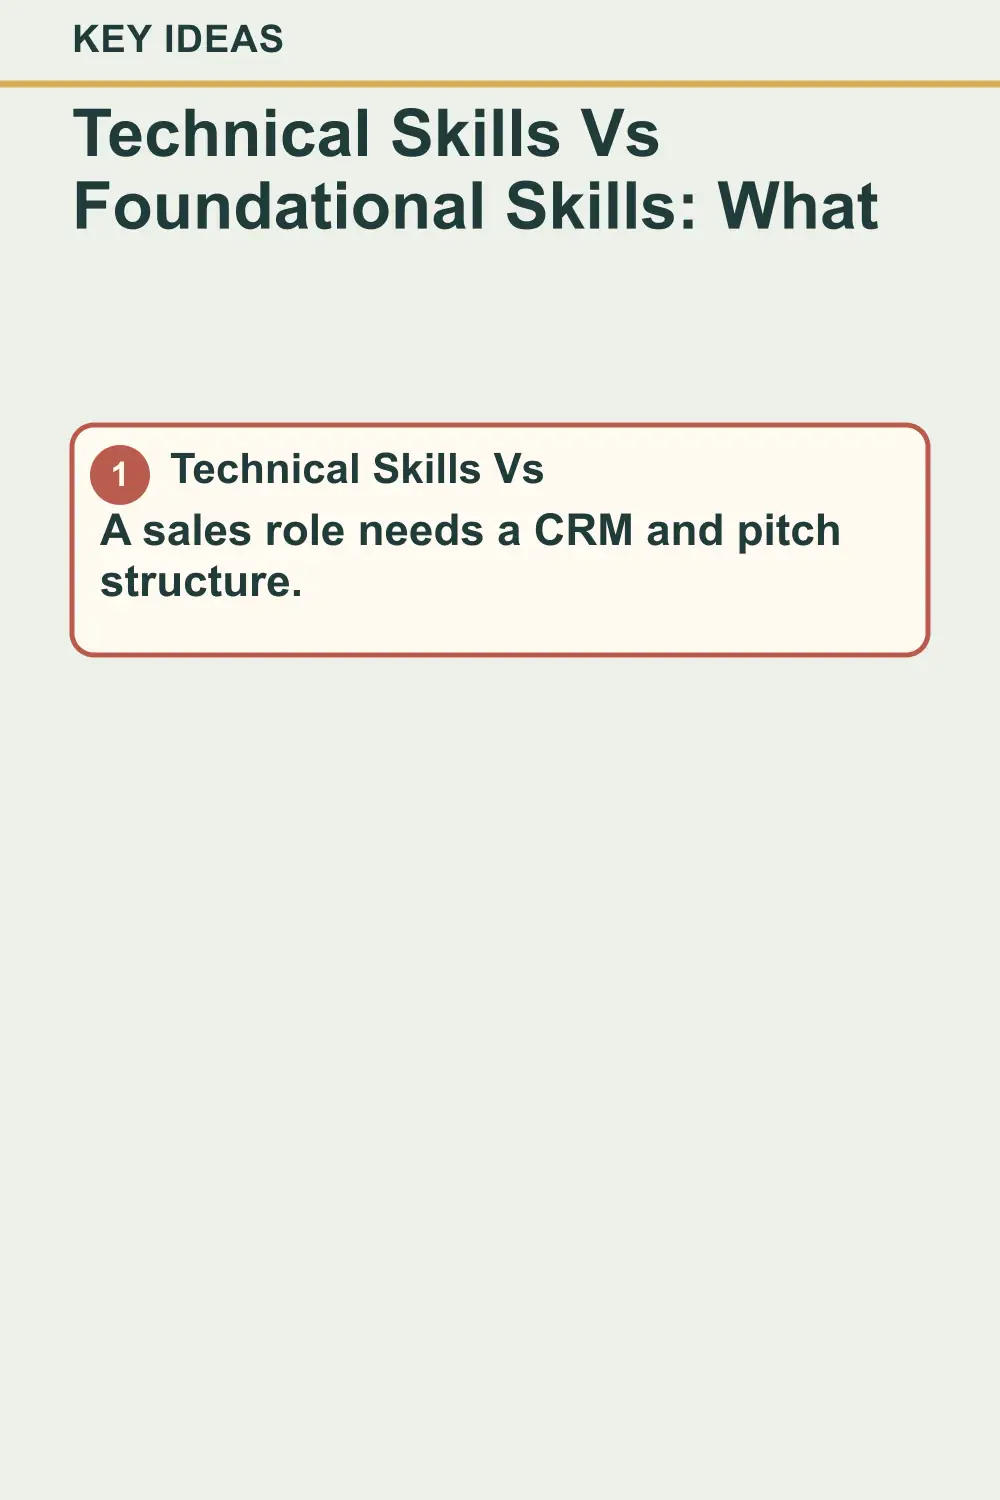 KEY IDEAS
Technical Skills Vs
Foundational Skills: What
1 Technical Skills Vs
A sales role needs a CRM and pitch
structure.